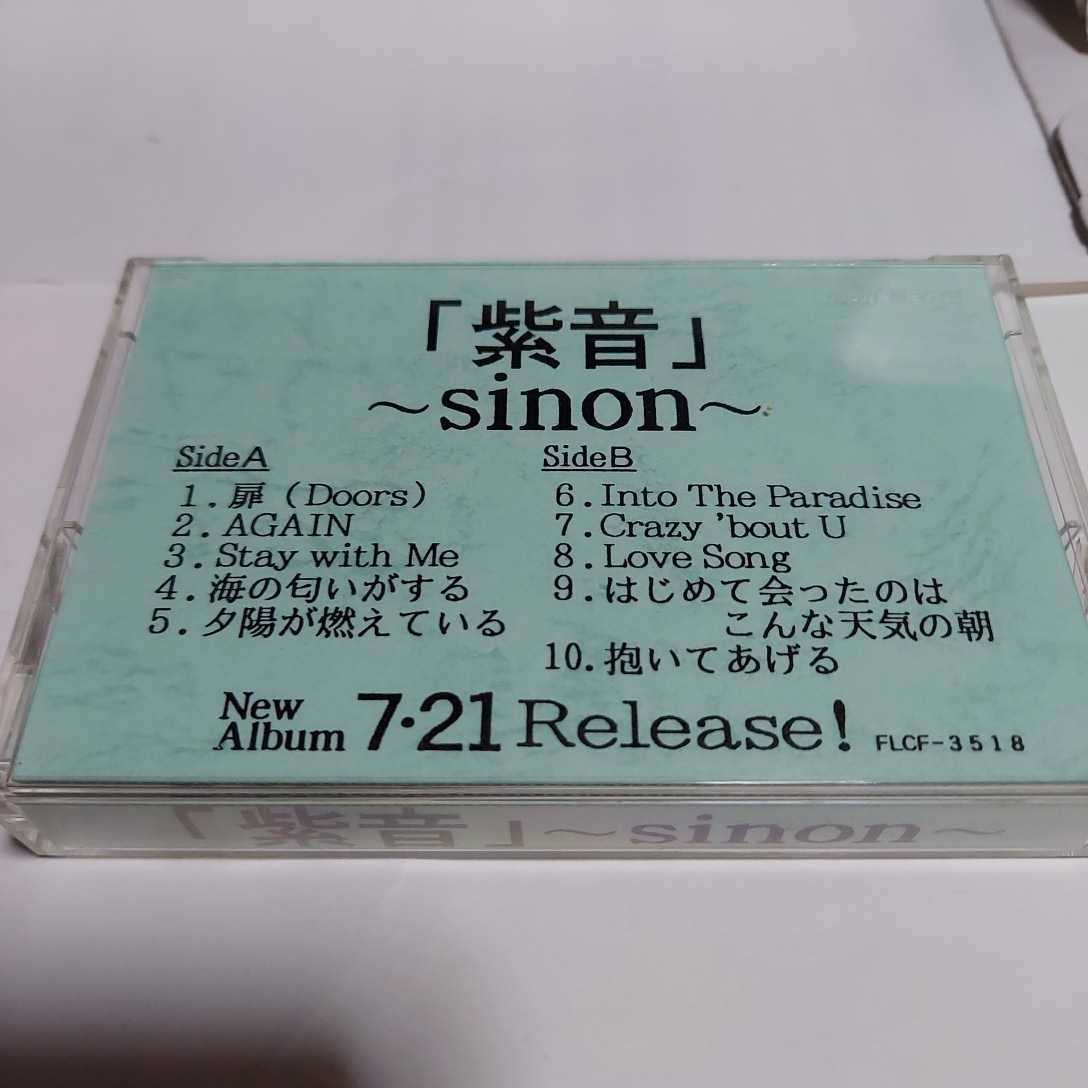 「紫音」
～sinon～
SideA
1.扉（Doors）
2.AGAIN
3.Stay with Me
4.海の匂いがする
5.夕陽が燃えている
SideB
6.Into The Paradise
7.Crazy 'bout U
8.Love Song
9.はじめて会ったのは
こんな天気の朝
10.抱いてあげる
New Album 7·21 Release! FLCF-3518
「紫音」～sinon～